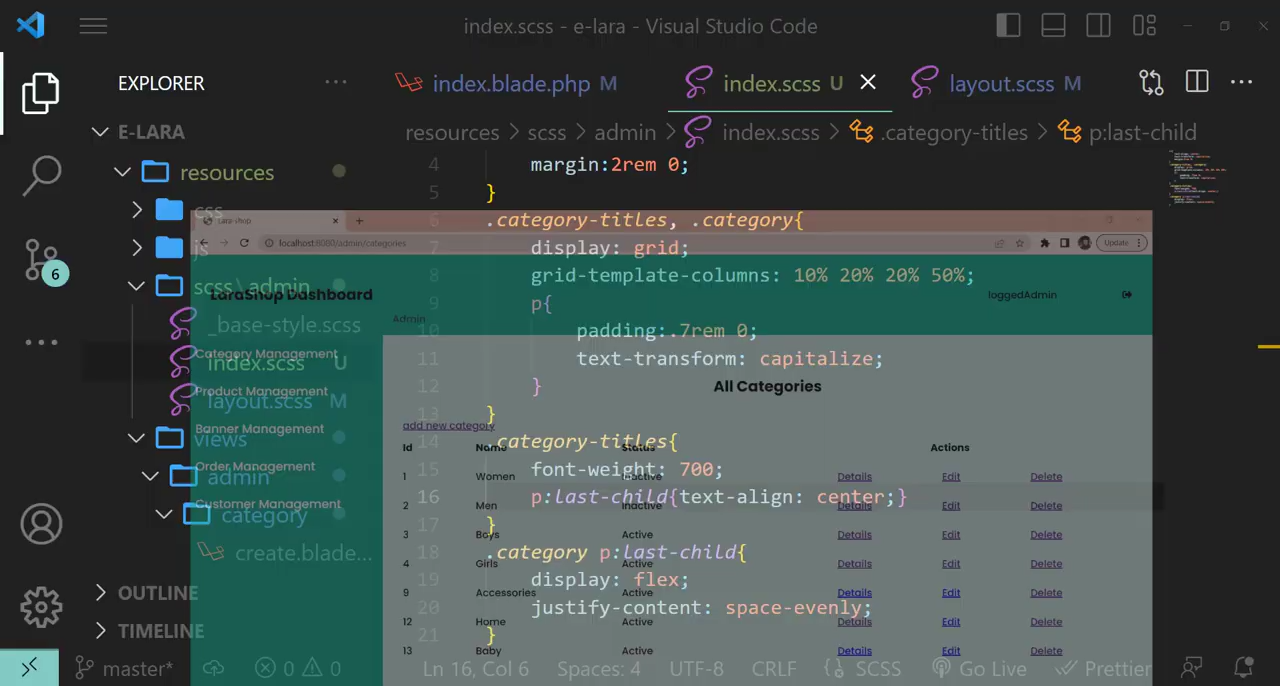 index.scss - e-lara - Visual Studio Code
EXPLORER
index.blade.php M
index.scss U
layout.scss M
E-LARA
resources > scss > admin > index.scss > .category-titles > p:last-child
resources
css
js
scss \ admin
_base-style.scss
index.scss U
layout.scss M
views
admin
category
create.blade...
OUTLINE
TIMELINE
6
4 margin:2rem 0;
5 }
6 .category-titles, .category{
7 display: grid;
8 grid-template-columns: 10% 20% 20% 50%;
9 p{
10 padding:.7rem 0;
11 text-transform: capitalize;
12 }
13 }
14 .category-titles{
15 font-weight: 700;
16 p:last-child{text-align: center;}
17 }
18 .category p:last-child{
19 display: flex;
20 justify-content: space-evenly;
21 }
Lara-shop
localhost:8000/admin/categories
Update
LaraShop Dashboard
loggedAdmin
Admin
Category Management
Product Management
Banner Management
Order Management
Customer Management
All Categories
add new category
Id Name Status Actions
1 Women Inactive Details Edit Delete
2 Men Inactive Details Edit Delete
3 Boys Active Details Edit Delete
4 Girls Active Details Edit Delete
9 Accessories Active Details Edit Delete
12 Home Active Details Edit Delete
13 Baby Active Details Edit Delete
master* 0 0 Ln 16, Col 6 Spaces: 4 UTF-8 CRLF {} SCSS Go Live Prettier